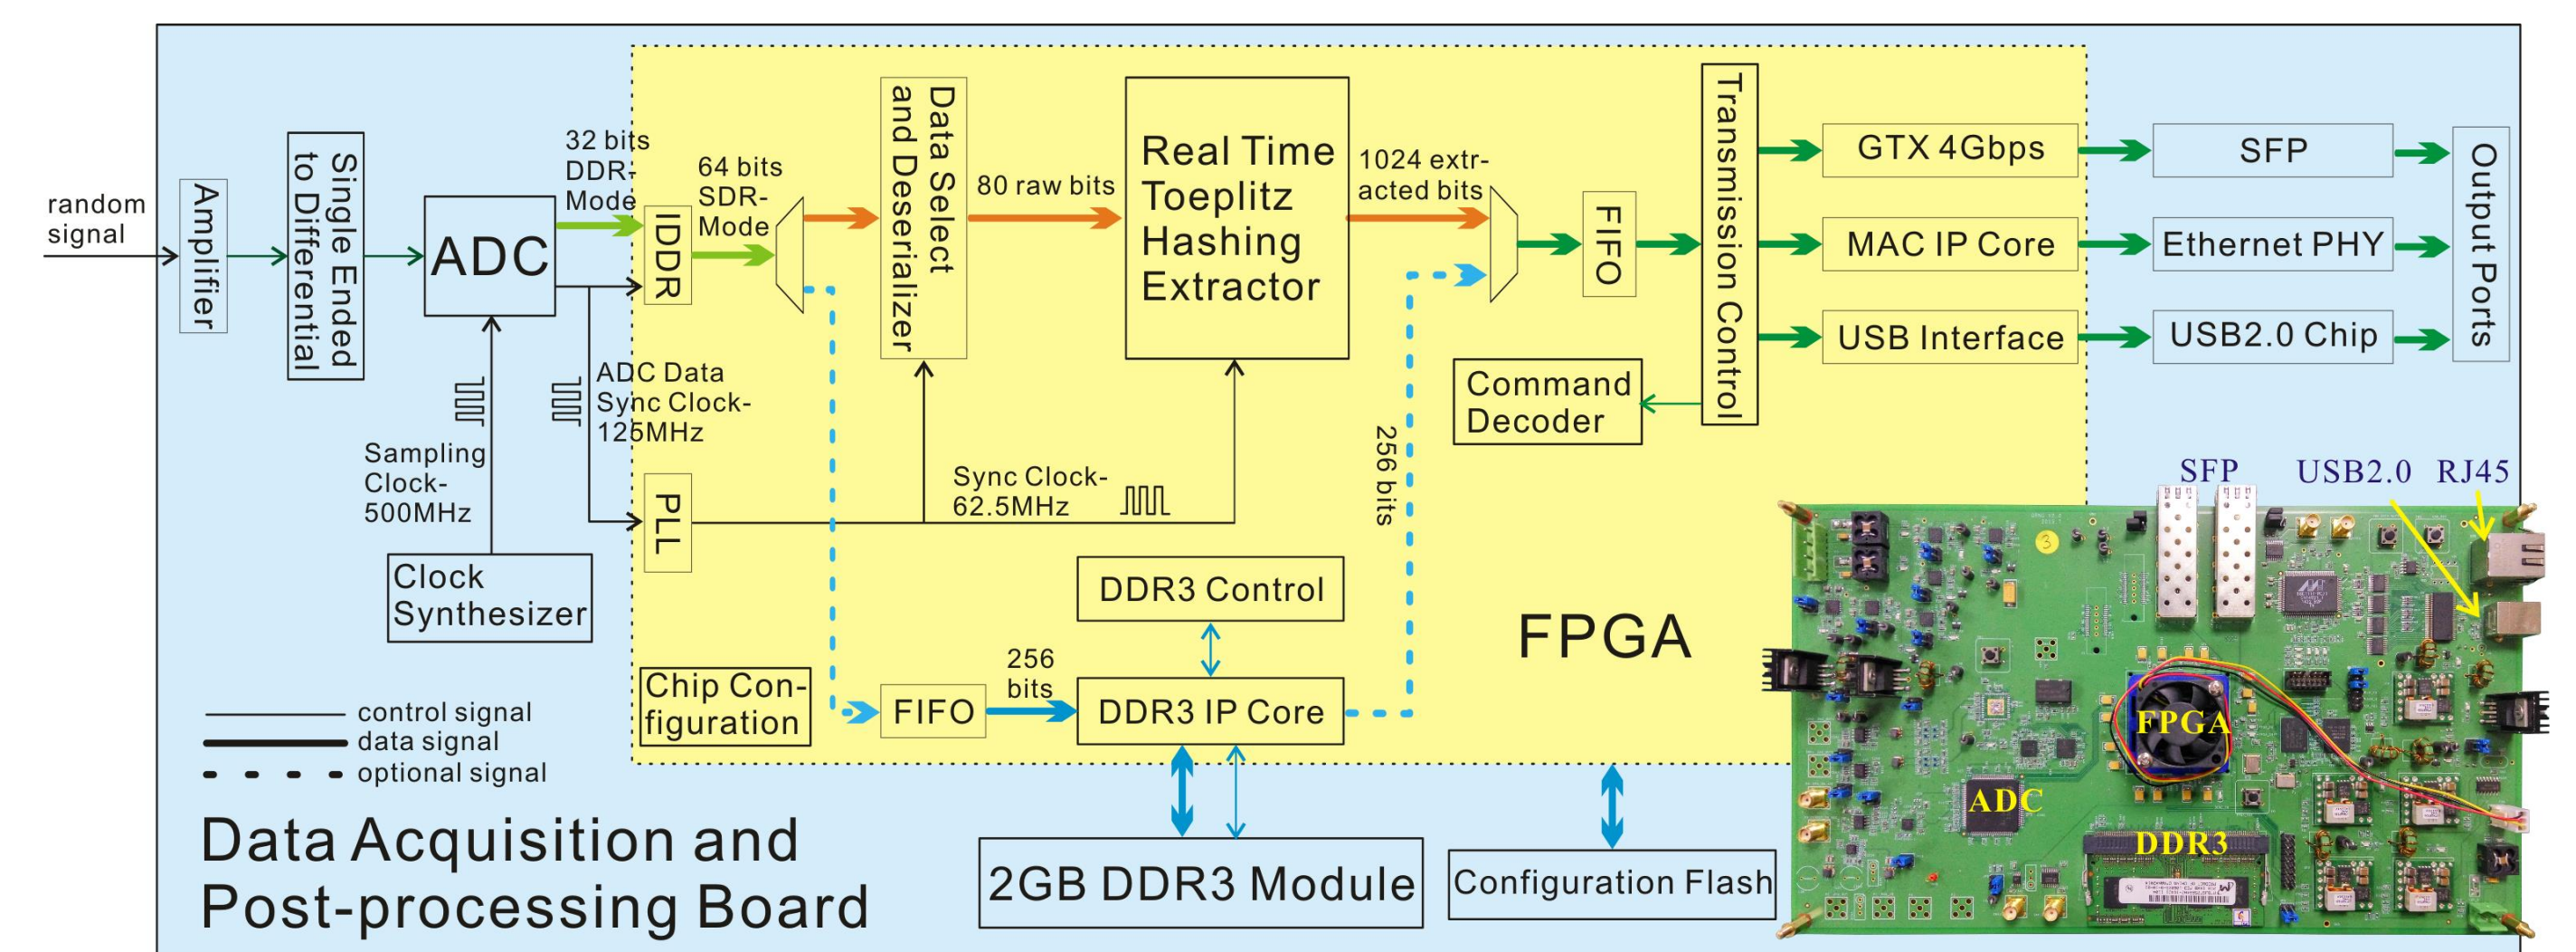 random
signal
Amplifier
Single Ended
to Differential
ADC
32 bits
DDR-
Mode
IDDR
64 bits
SDR-
Mode
Data Select
and Deserializer
80 raw bits
Real Time
Toeplitz
Hashing
Extractor
1024 extr-
acted bits
FIFO
Transmission Control
GTX 4Gbps
MAC IP Core
USB Interface
SFP
Ethernet PHY
USB2.0 Chip
Output Ports
Command
Decoder
ADC Data
Sync Clock-
125MHz
Sampling
Clock-
500MHz
Clock
Synthesizer
PLL
Sync Clock-
62.5MHz
256 bits
DDR3 Control
Chip Con-
figuration
FIFO
256
bits
DDR3 IP Core
FPGA
control signal
data signal
optional signal
Data Acquisition and
Post-processing Board
2GB DDR3 Module
Configuration Flash
SFP
USB2.0
RJ45
3
FPGA
ADC
DDR3